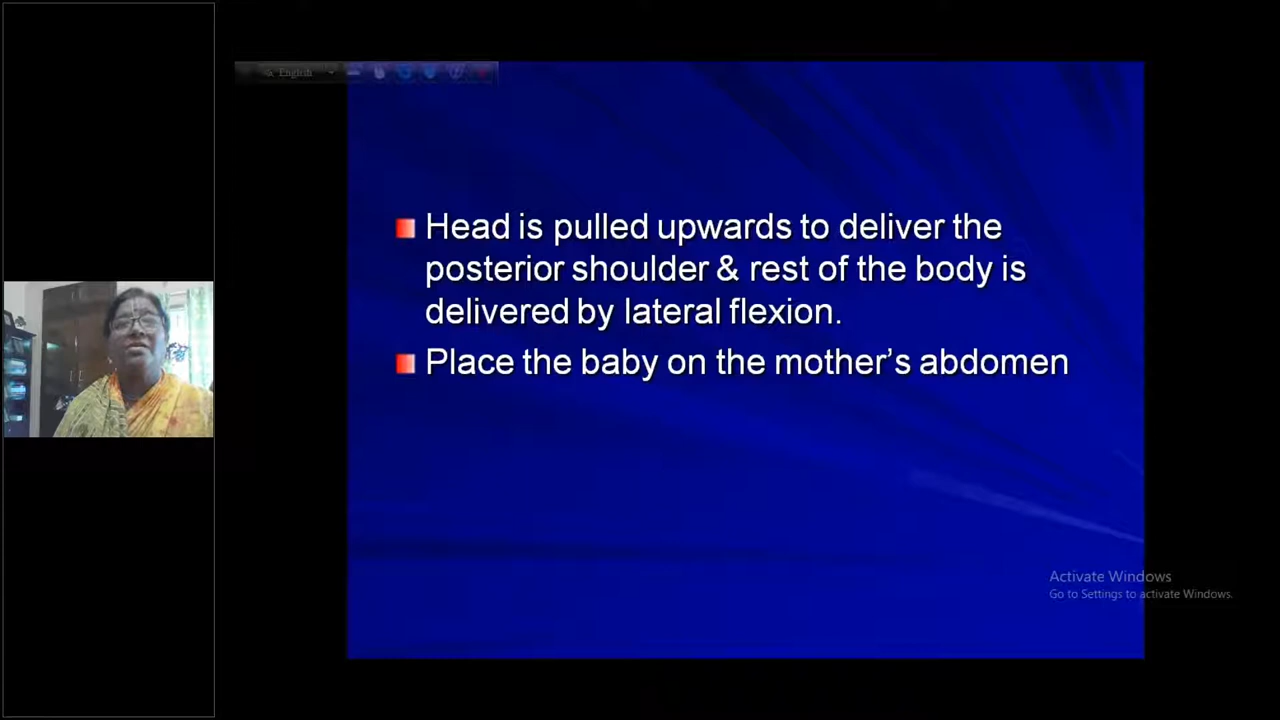 English
Head is pulled upwards to deliver the
posterior shoulder & rest of the body is
delivered by lateral flexion.
Place the baby on the mother’s abdomen
Activate Windows
Go to Settings to activate Windows.